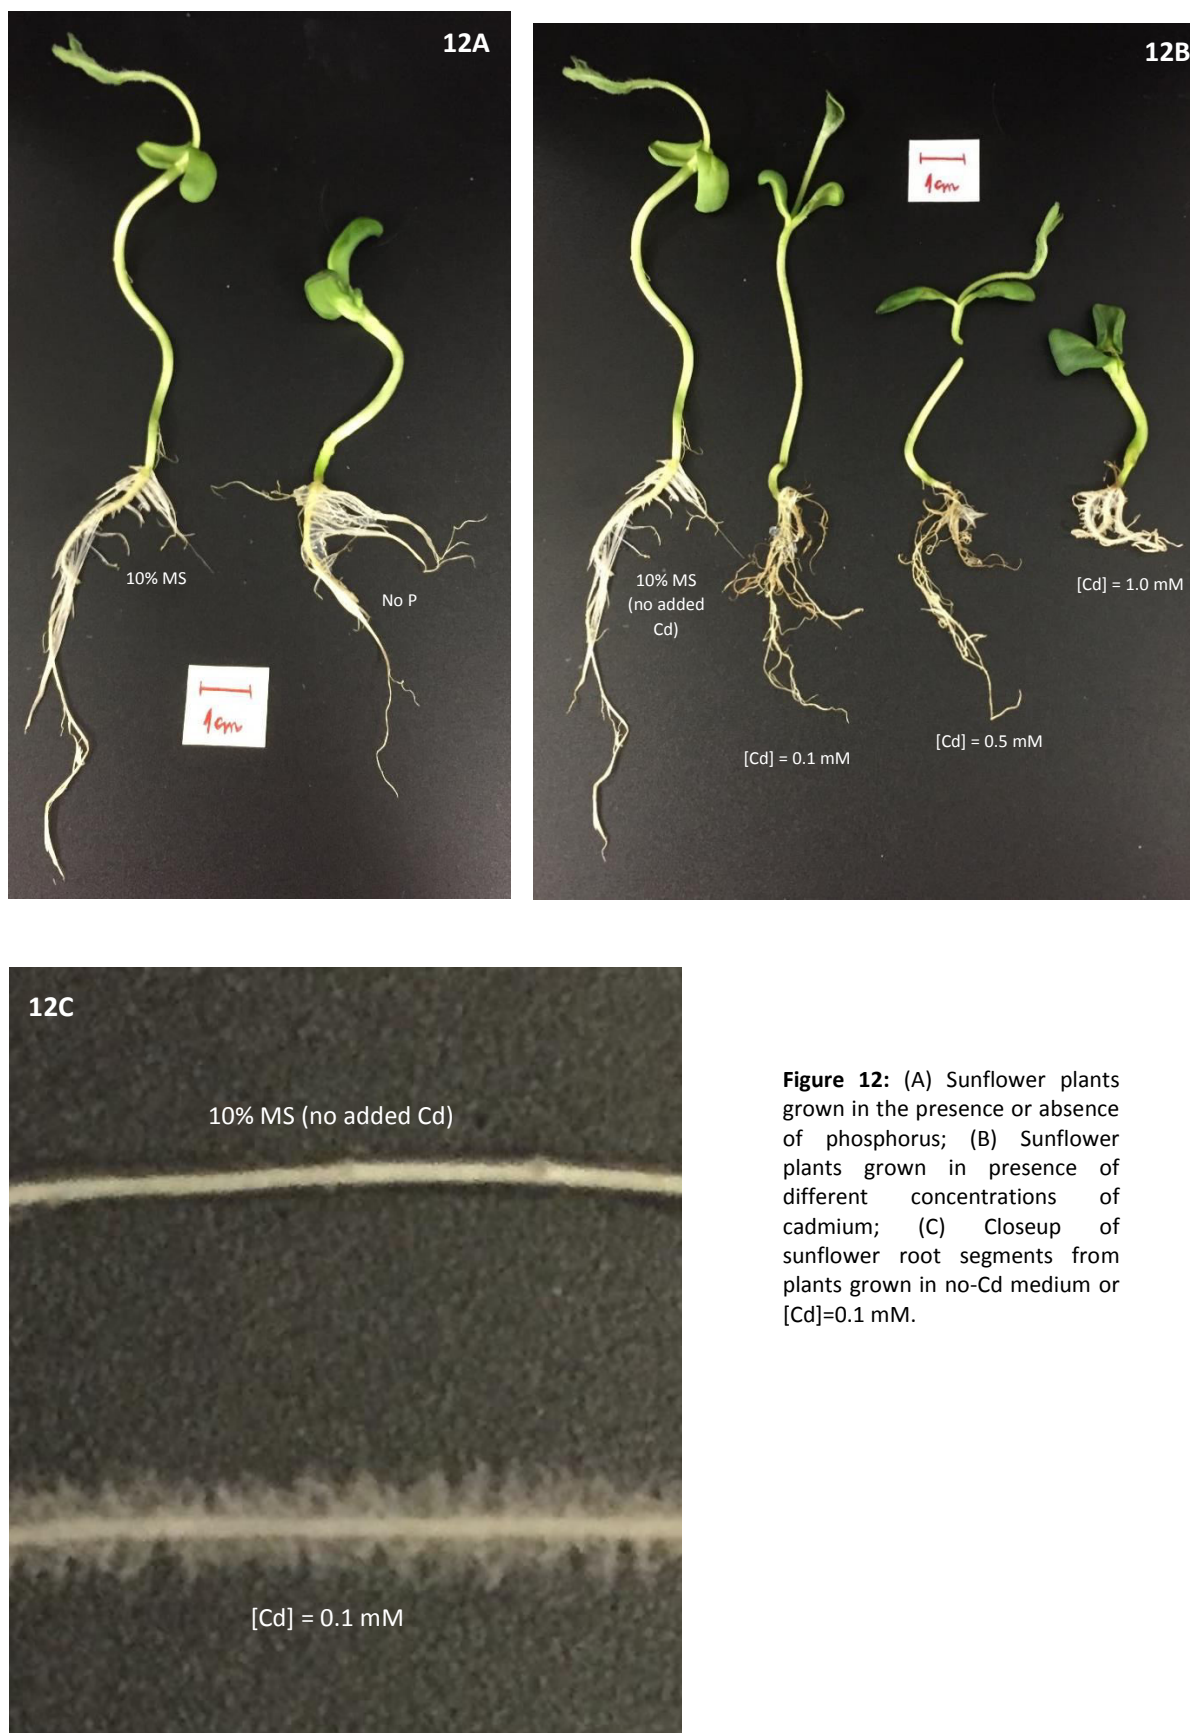 12A
10% MS
No P
1cm
12B
1cm
10% MS
(no added
Cd)
[Cd] = 0.1 mM
[Cd] = 0.5 mM
[Cd] = 1.0 mM
12C
10% MS (no added Cd)
[Cd] = 0.1 mM
Figure 12: (A) Sunflower plants
grown in the presence or absence
of phosphorus; (B) Sunflower
plants grown in presence of
different concentrations of
cadmium; (C) Closeup of
sunflower root segments from
plants grown in no-Cd medium or
[Cd]=0.1 mM.